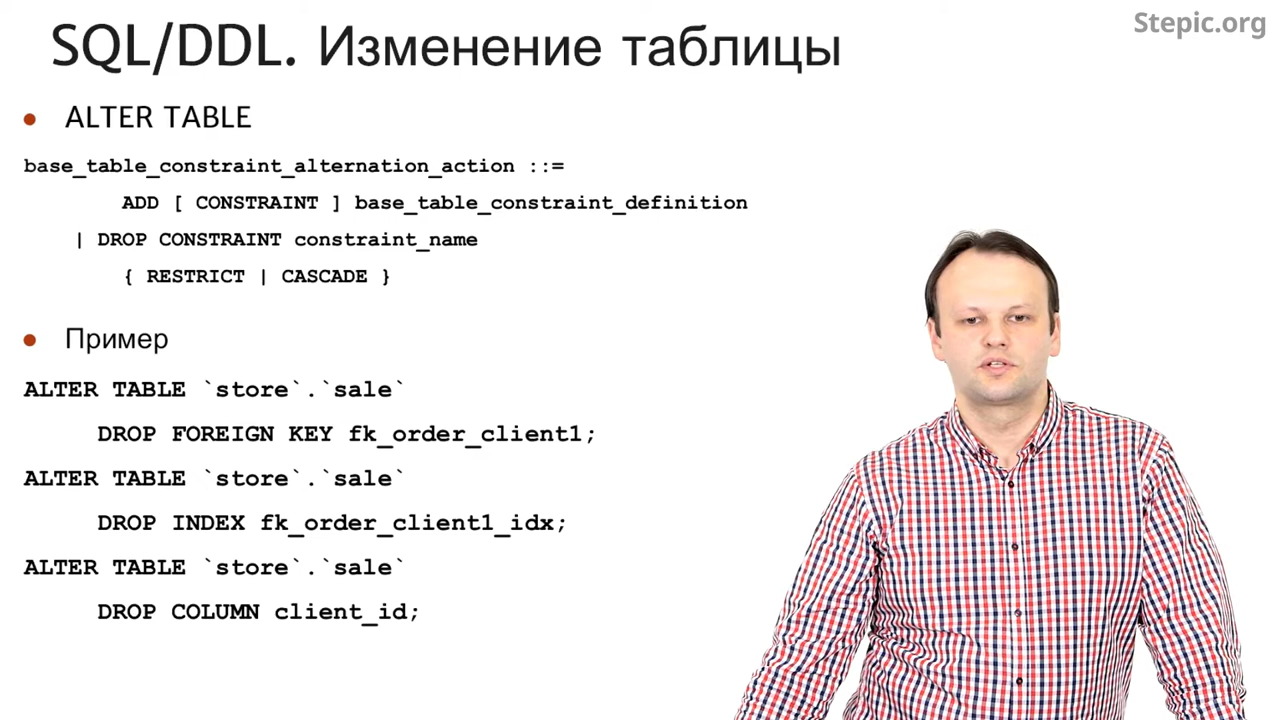 Stepic.org
SQL/DDL. Изменение таблицы
• ALTER TABLE
base_table_constraint_alternation_action ::=
ADD [ CONSTRAINT ] base_table_constraint_definition
| DROP CONSTRAINT constraint_name
{ RESTRICT | CASCADE }
• Пример
ALTER TABLE `store`.`sale`
DROP FOREIGN KEY fk_order_client1;
ALTER TABLE `store`.`sale`
DROP INDEX fk_order_client1_idx;
ALTER TABLE `store`.`sale`
DROP COLUMN client_id;